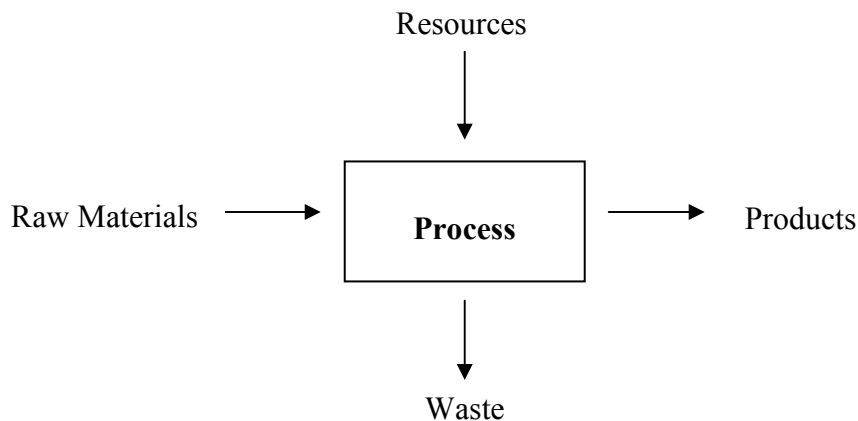 Resources
Raw Materials
Process
Products
Waste